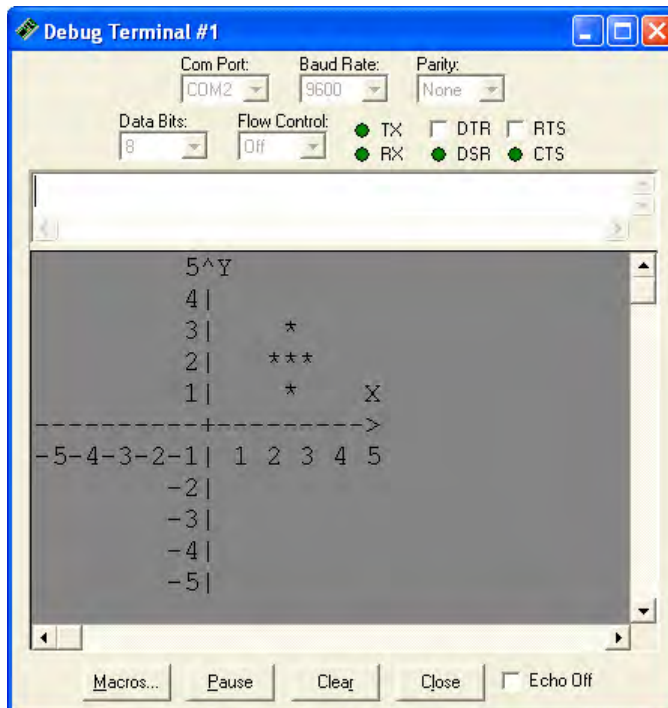 Debug Terminal #1
Com Port: Baud Rate: Parity:
COM2 9600 None
Data Bits: Flow Control: TX DTR RTS
8 Off RX DSR CTS
5^Y
4|
3|    *
2|   ***
1|    *    X
----------+--------->
-5-4-3-2-1| 1 2 3 4 5
-2|
-3|
-4|
-5|
Macros... Pause Clear Close Echo Off